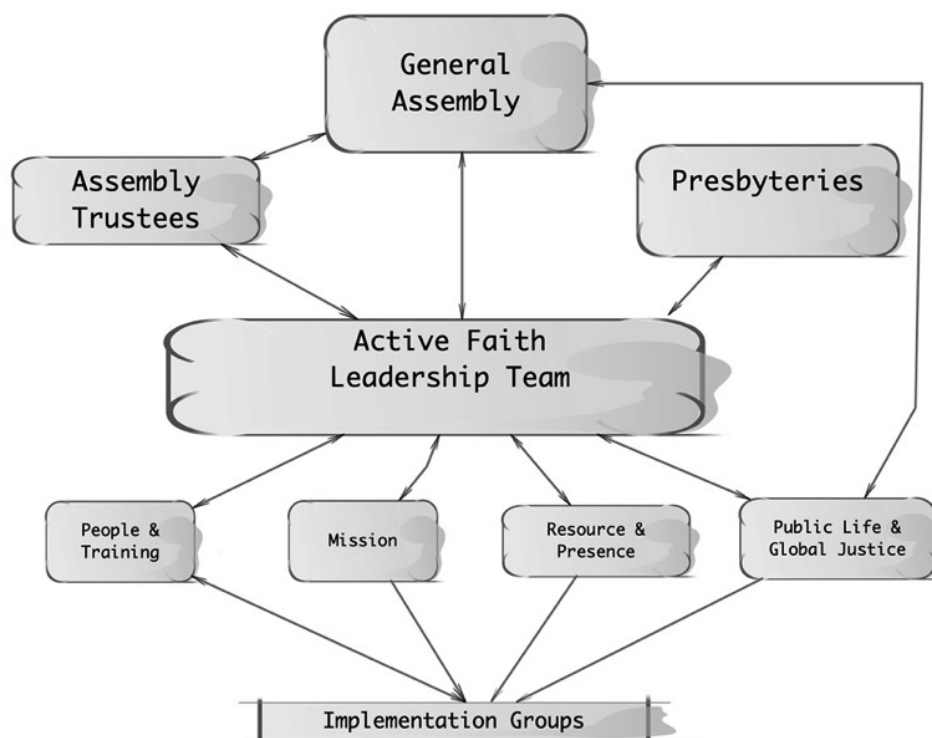 General
Assembly
Assembly
Trustees
Presbyteries
Active Faith
Leadership Team
People &
Training
Mission
Resource &
Presence
Public Life &
Global Justice
Implementation Groups